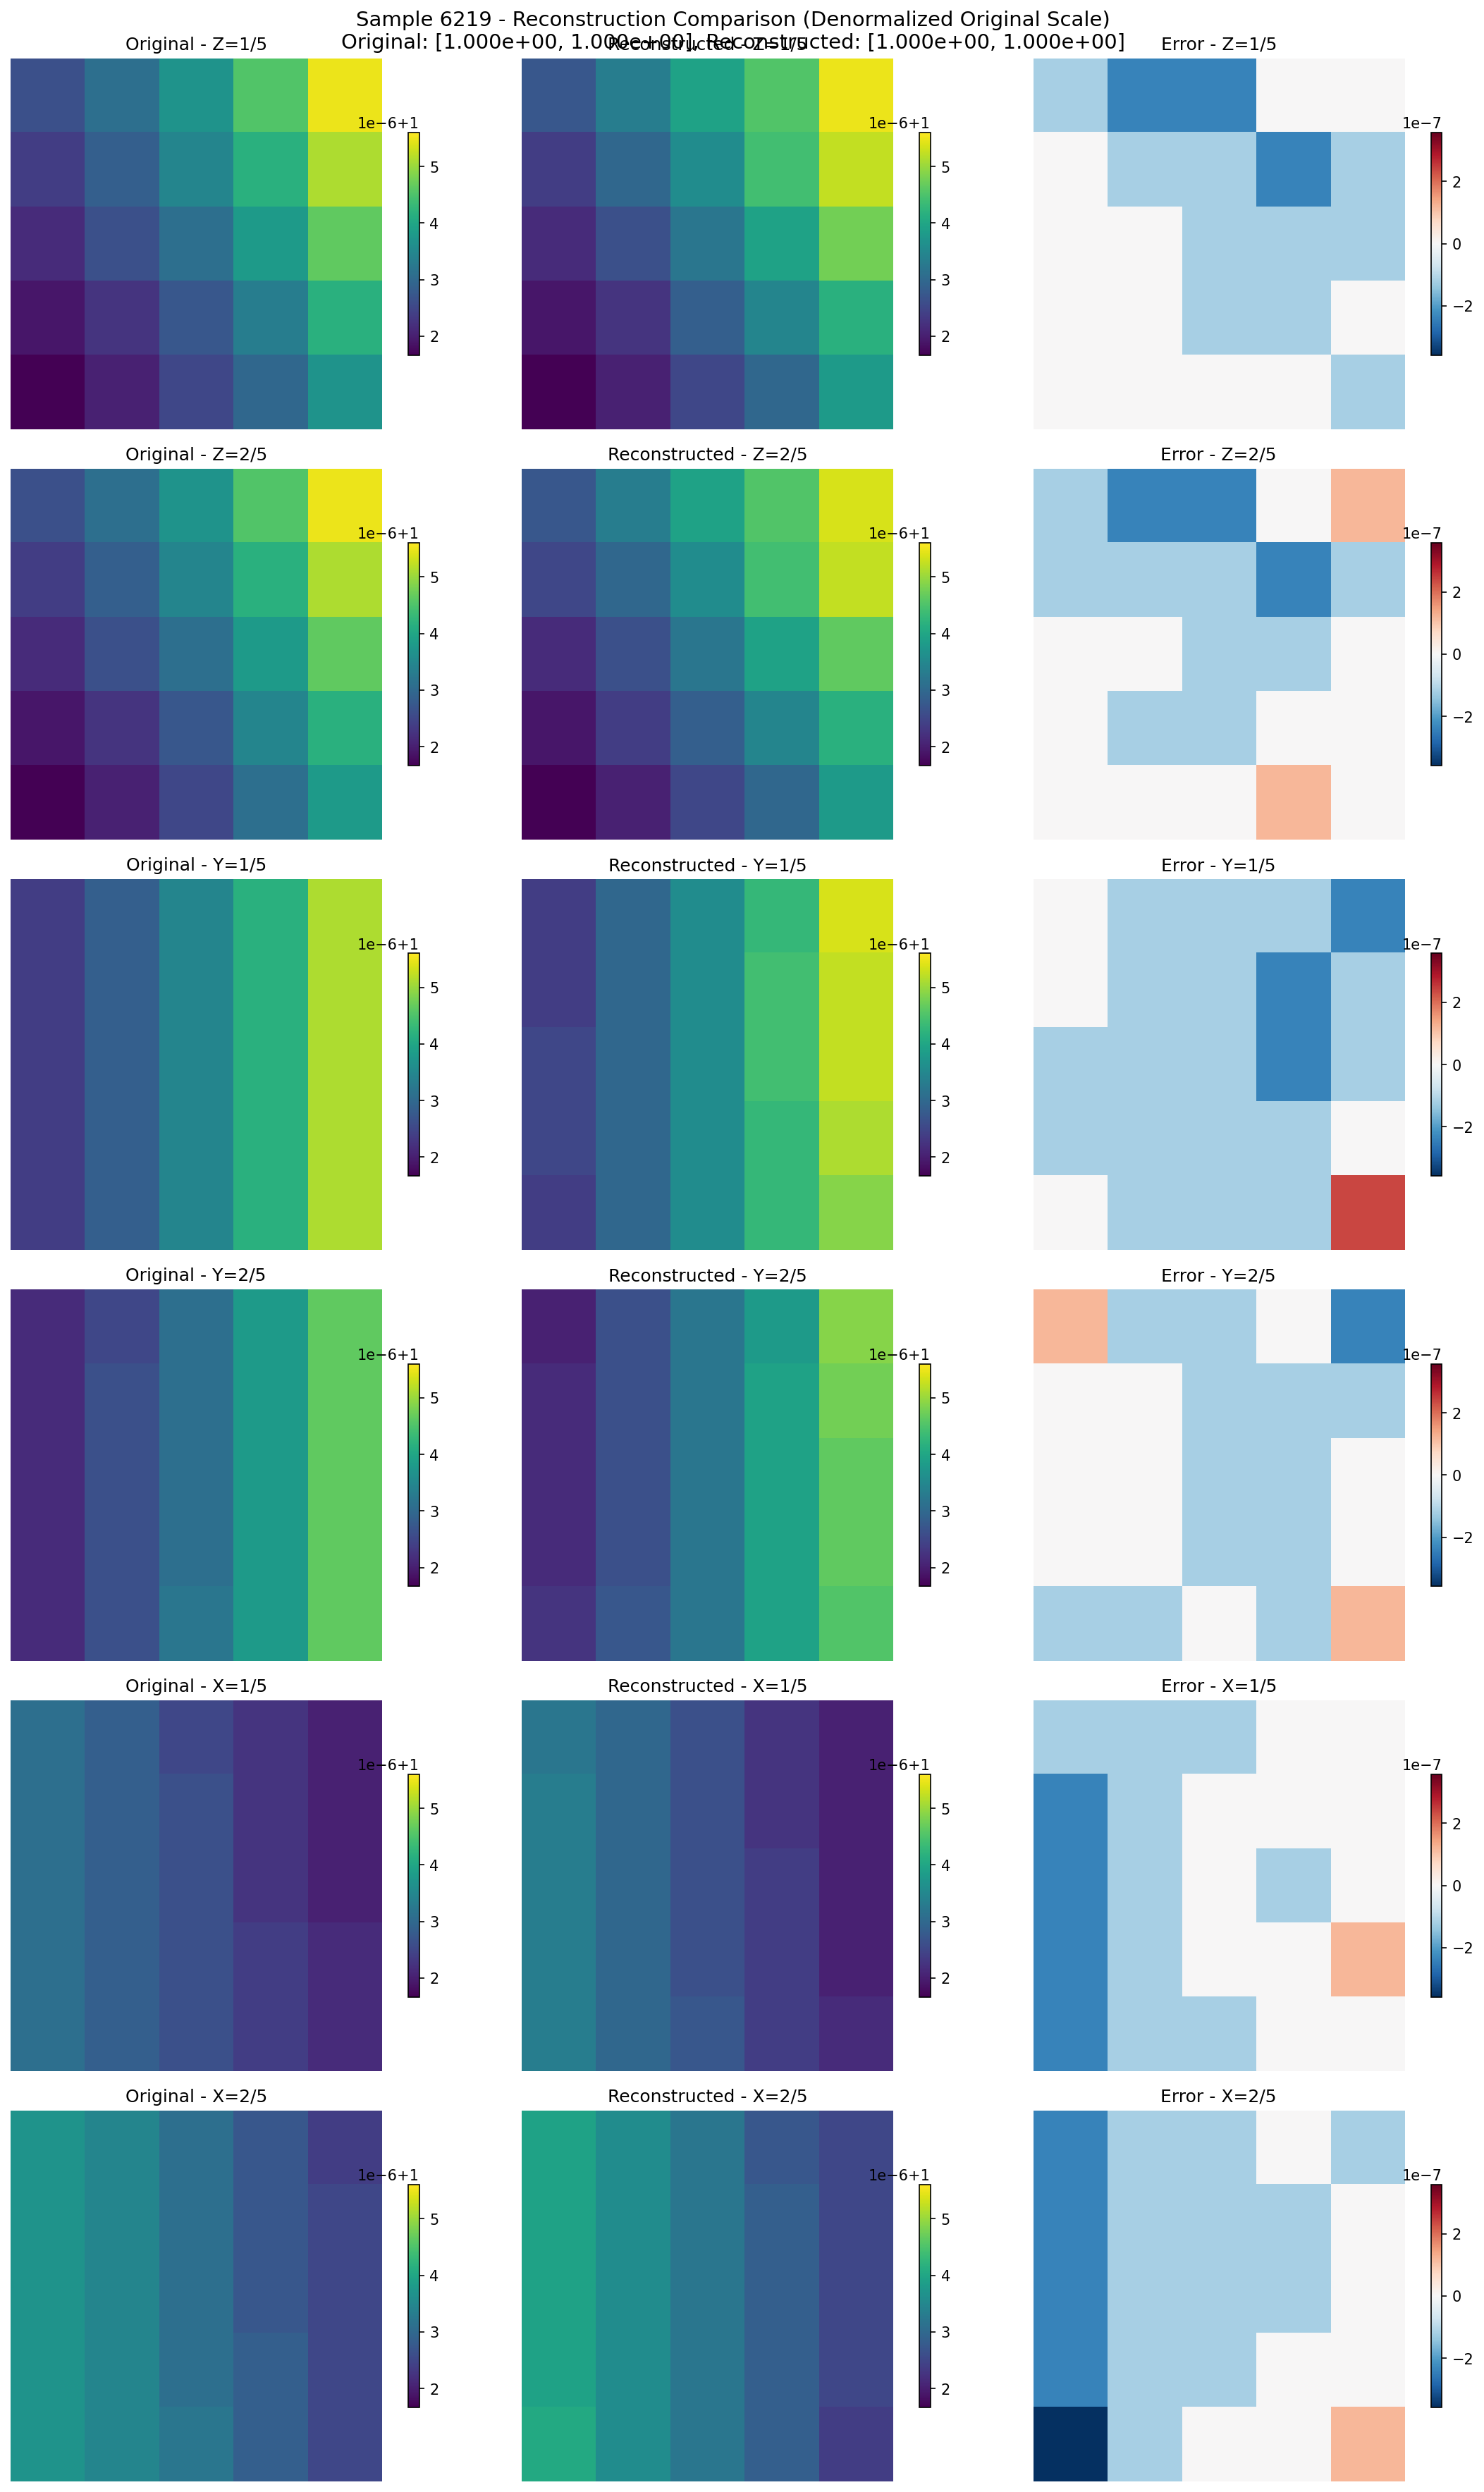 Sample 6219 - Reconstruction Comparison (Denormalized Original Scale)
Original: [1.000e+00, 1.000e+00], Reconstructed: [1.000e+00, 1.000e+00]
Original - Z=1/5
Reconstructed - Z=1/5
Error - Z=1/5
1e−6+1
5
4
3
2
1e−6+1
5
4
3
2
1e−7
2
0
−2
Original - Z=2/5
Reconstructed - Z=2/5
Error - Z=2/5
1e−6+1
5
4
3
2
1e−6+1
5
4
3
2
1e−7
2
0
−2
Original - Y=1/5
Reconstructed - Y=1/5
Error - Y=1/5
1e−6+1
5
4
3
2
1e−6+1
5
4
3
2
1e−7
2
0
−2
Original - Y=2/5
Reconstructed - Y=2/5
Error - Y=2/5
1e−6+1
5
4
3
2
1e−6+1
5
4
3
2
1e−7
2
0
−2
Original - X=1/5
Reconstructed - X=1/5
Error - X=1/5
1e−6+1
5
4
3
2
1e−6+1
5
4
3
2
1e−7
2
0
−2
Original - X=2/5
Reconstructed - X=2/5
Error - X=2/5
1e−6+1
5
4
3
2
1e−6+1
5
4
3
2
1e−7
2
0
−2